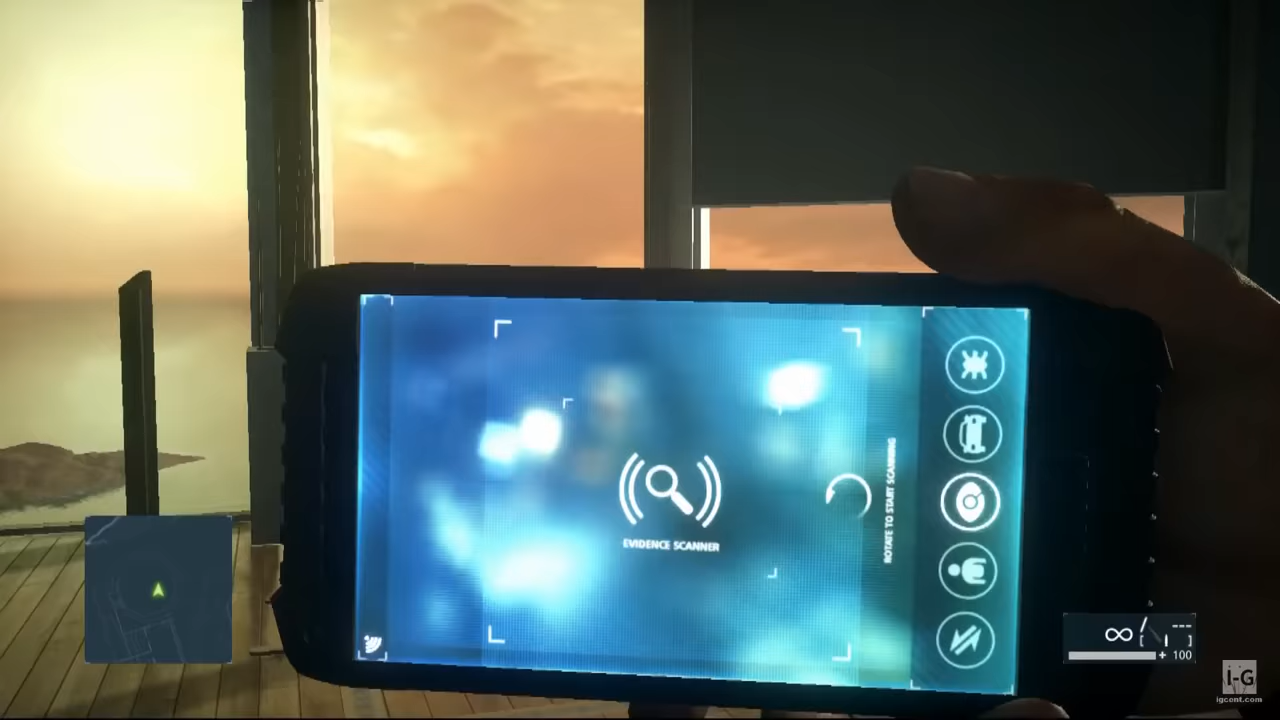 EVIDENCE SCANNER
ROTATE TO START SCANNING
∞ ---
+ 100
I-G
igcent.com